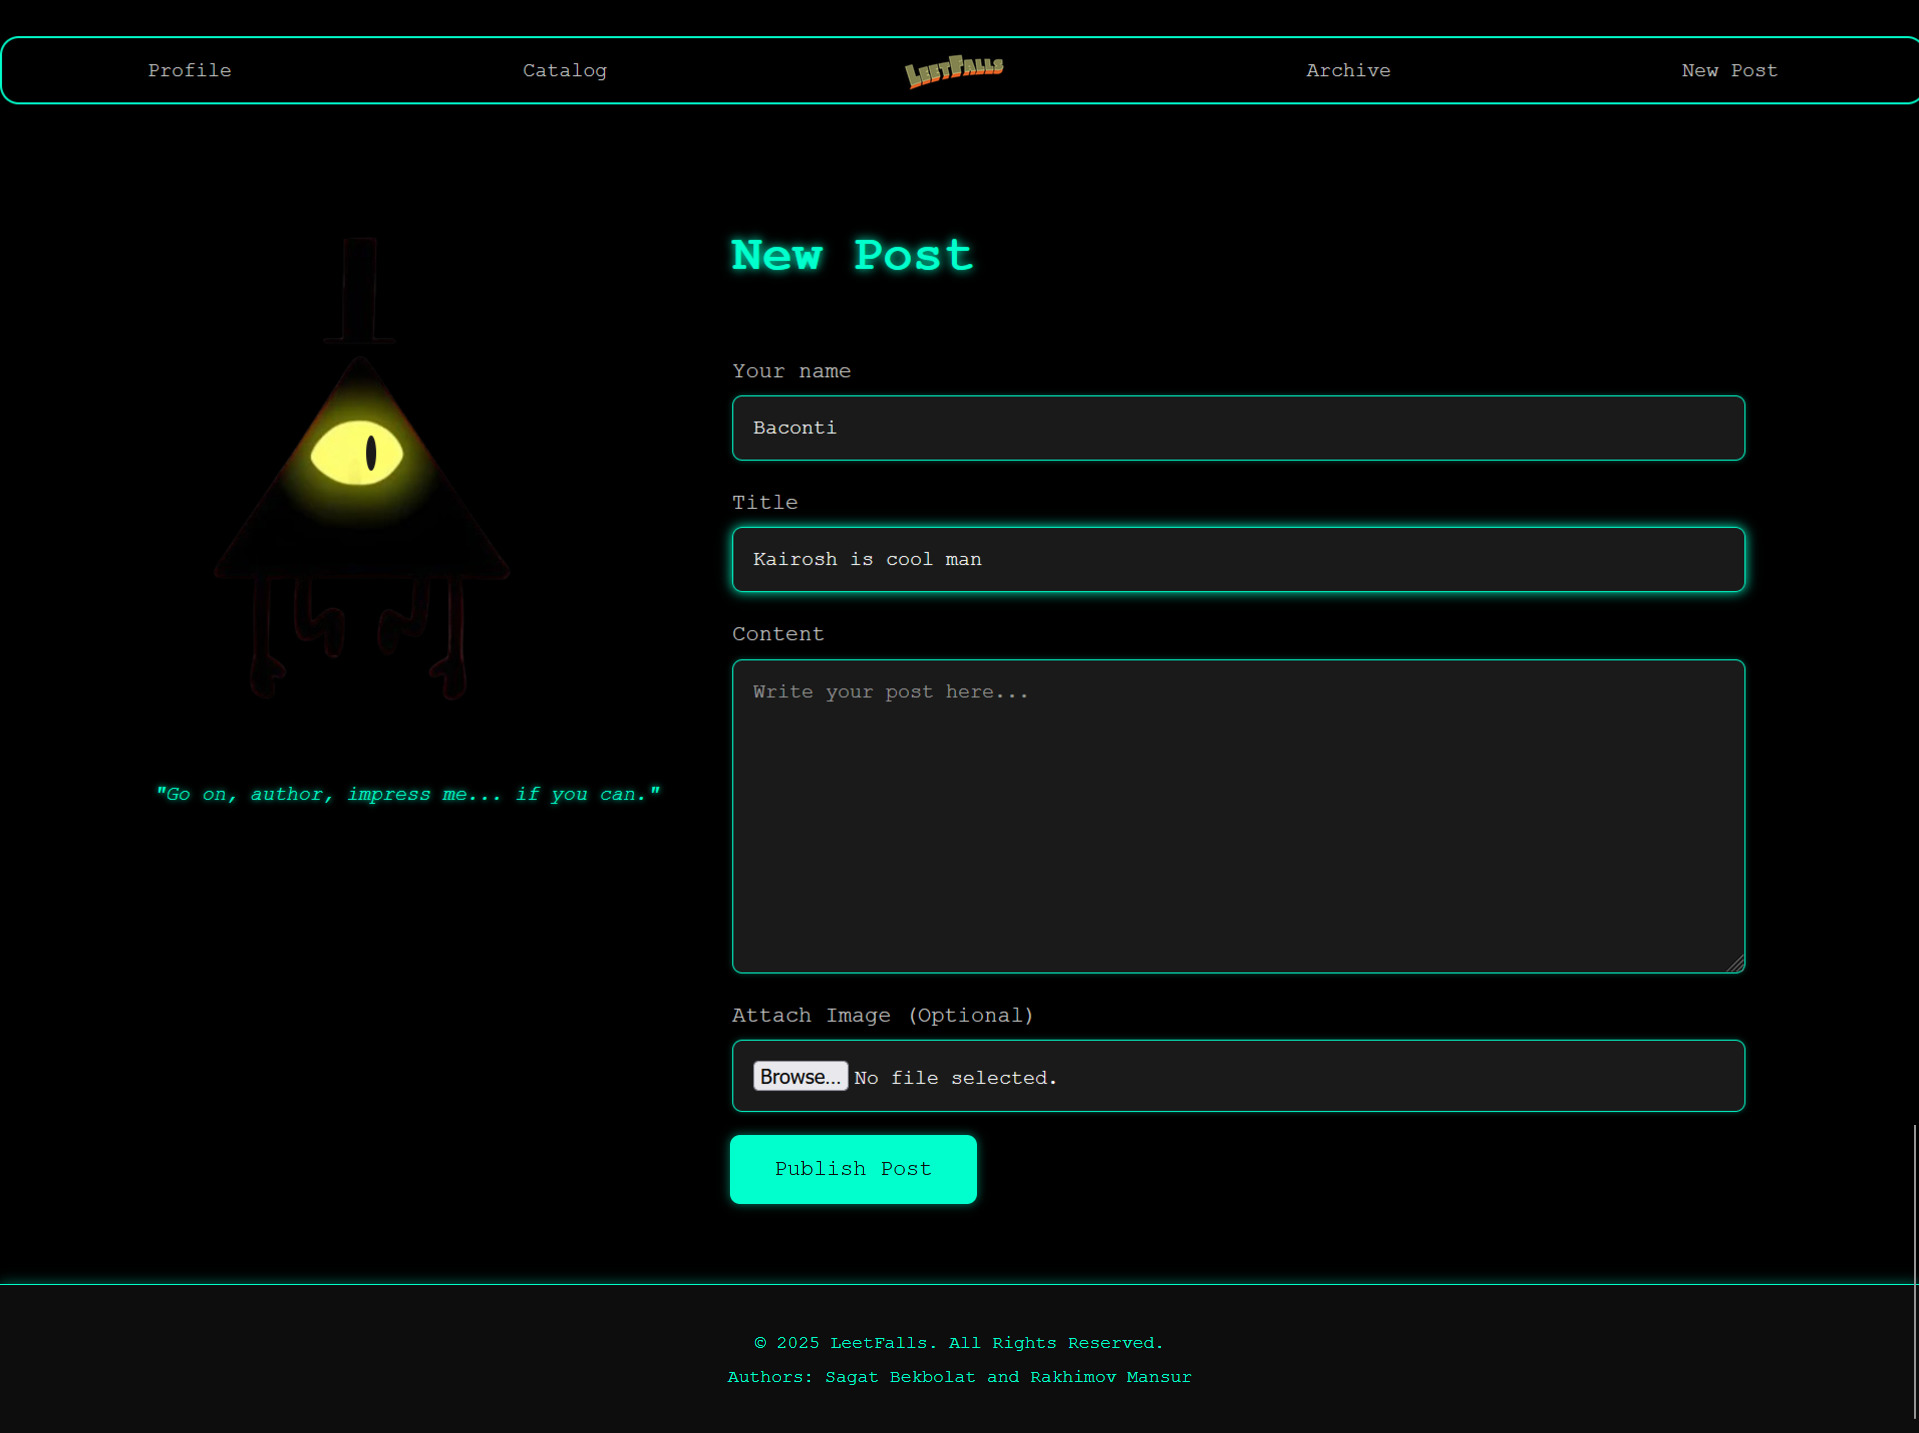 Profile
Catalog
LeetFalls
Archive
New Post
New Post
Your name
Baconti
Title
Kairosh is cool man
Content
Write your post here...
"Go on, author, impress me... if you can."
Attach Image (Optional)
Browse... No file selected.
Publish Post
© 2025 LeetFalls. All Rights Reserved.
Authors: Sagat Bekbolat and Rakhimov Mansur